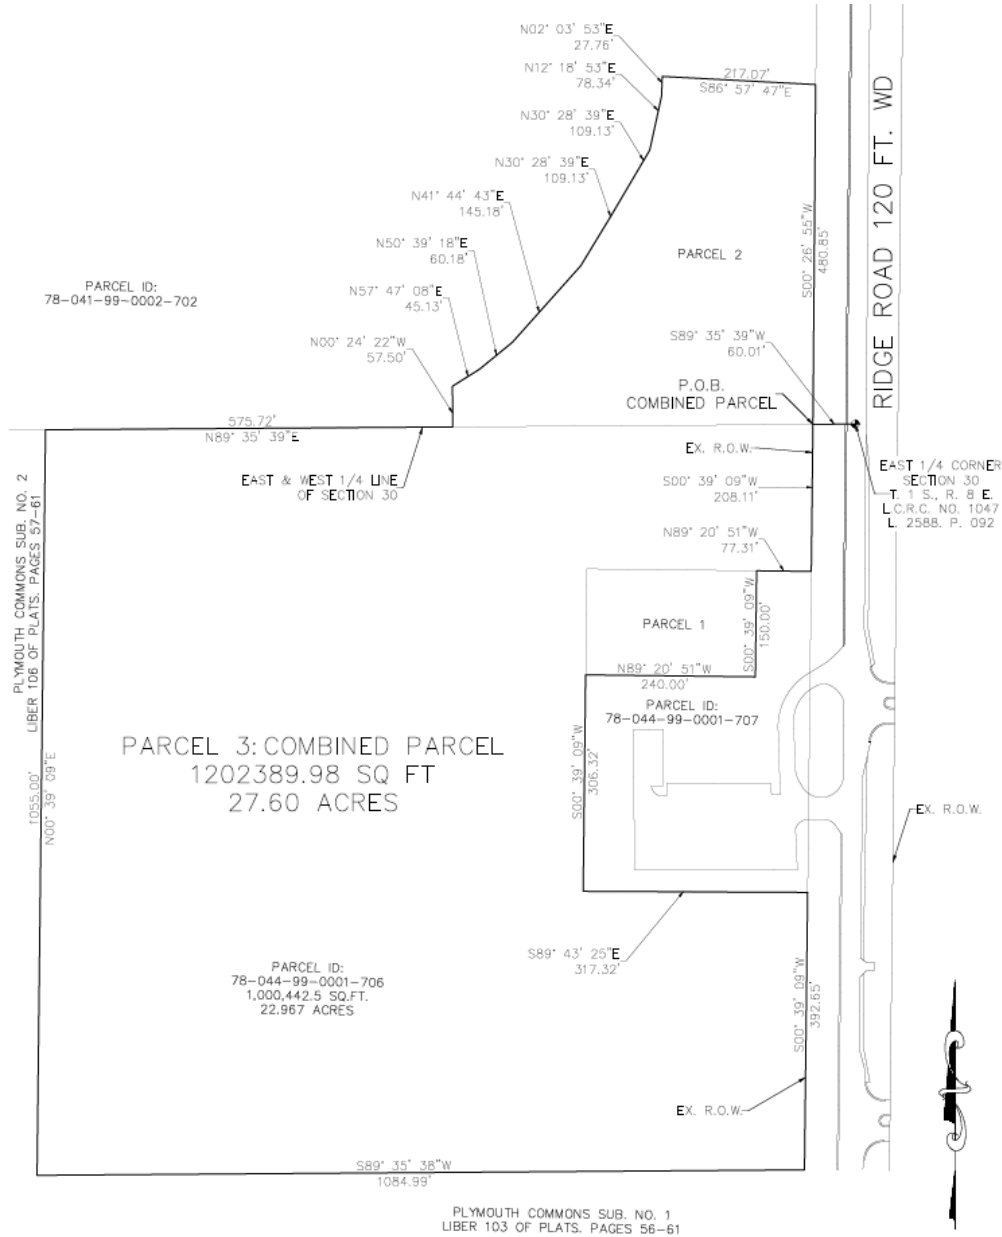 N02° 03' 53"E
27.76'
N12° 18' 53"E
78.34'
N30° 28' 39"E
109.13'
N30° 28' 39"E
109.13'
N41° 44' 43"E
145.18'
N50° 39' 18"E
60.18'
N57° 47' 08"E
45.13'
N00° 24' 22"W
57.50'
217.07'
S86° 57' 47"E
S00° 26' 55"W
480.85'
RIDGE ROAD 120 FT. WD
PARCEL 2
PARCEL ID:
78-041-99-0002-702
S89° 35' 39"W
60.01'
P.O.B.
COMBINED PARCEL
575.72'
N89° 35' 39"E
EAST & WEST 1/4 LINE
OF SECTION 30
EX. R.O.W.
S00° 39' 09"W
208.11'
N89° 20' 51"W
77.31'
EAST 1/4 CORNER
SECTION 30
T. 1 S., R. 8 E.
L.C.R.C. NO. 1047
L. 2588. P. 092
PLYMOUTH COMMONS SUB. NO. 2
LIBER 106 OF PLATS. PAGES 57-61
PARCEL 1
S00° 39' 09"W
150.00'
N89° 20' 51"W
240.00'
PARCEL ID:
78-044-99-0001-707
S00° 39' 09"W
306.32'
PARCEL 3: COMBINED PARCEL
1202389.98 SQ FT
27.60 ACRES
1055.00'
N00° 39' 09"E
EX. R.O.W.
S89° 43' 25"E
317.32'
PARCEL ID:
78-044-99-0001-706
1,000,442.5 SQ.FT.
22.967 ACRES
S00° 39' 09"W
392.65'
EX. R.O.W.
S89° 35' 38"W
1084.99'
PLYMOUTH COMMONS SUB. NO. 1
LIBER 103 OF PLATS. PAGES 56-61